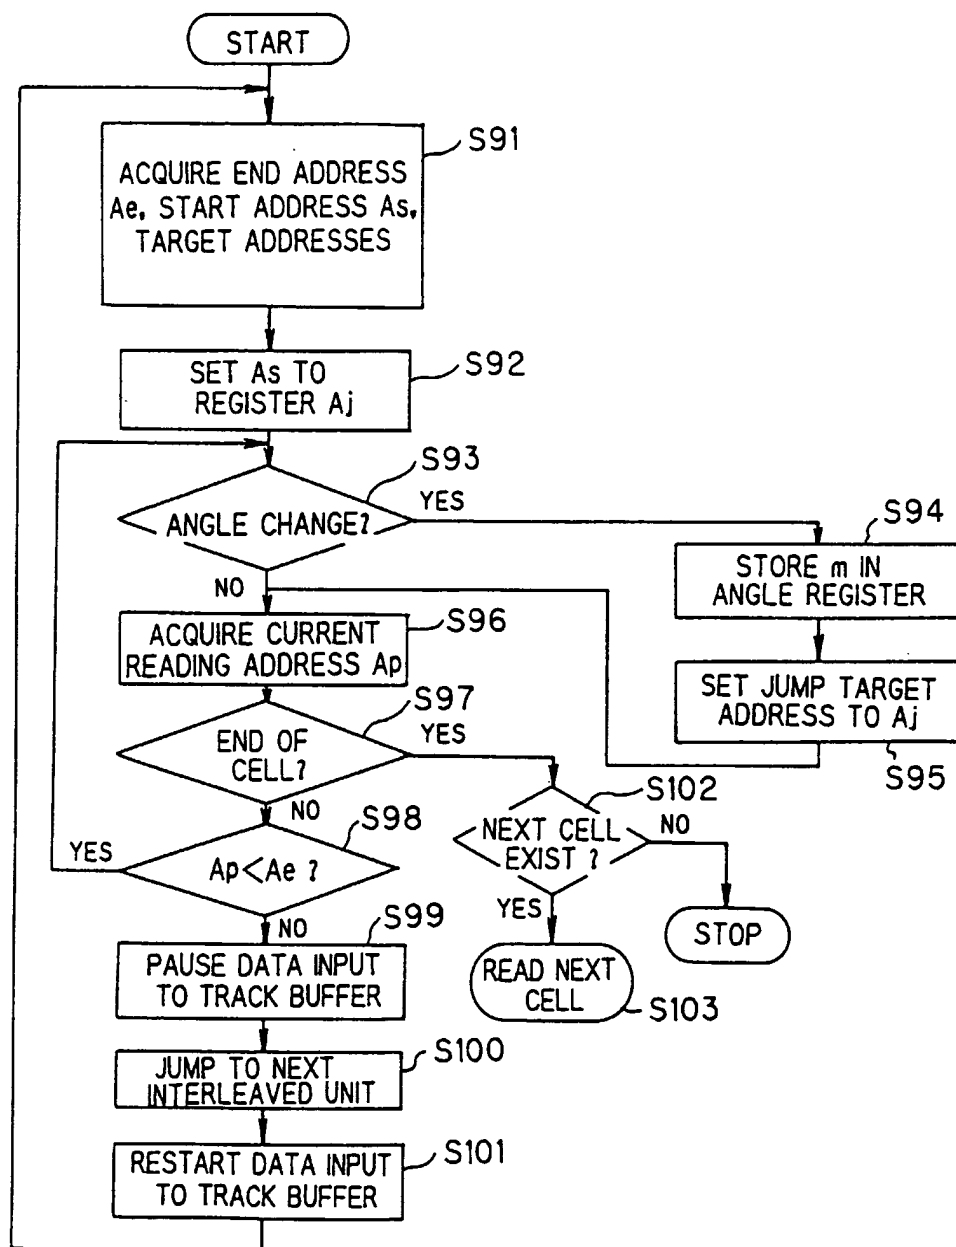 START
S91
ACQUIRE END ADDRESS
Ae, START ADDRESS As,
TARGET ADDRESSES
S92
SET As TO
REGISTER Aj
S93
ANGLE CHANGE?
YES
NO
S94
STORE m IN
ANGLE REGISTER
SET JUMP TARGET
ADDRESS TO Aj
S95
S96
ACQUIRE CURRENT
READING ADDRESS Ap
S97
END OF
CELL?
YES
NO
S102
NEXT CELL
EXIST ?
NO
YES
STOP
READ NEXT
CELL
S103
S98
Ap<Ae ?
YES
NO
S99
PAUSE DATA INPUT
TO TRACK BUFFER
S100
JUMP TO NEXT
INTERLEAVED UNIT
S101
RESTART DATA INPUT
TO TRACK BUFFER